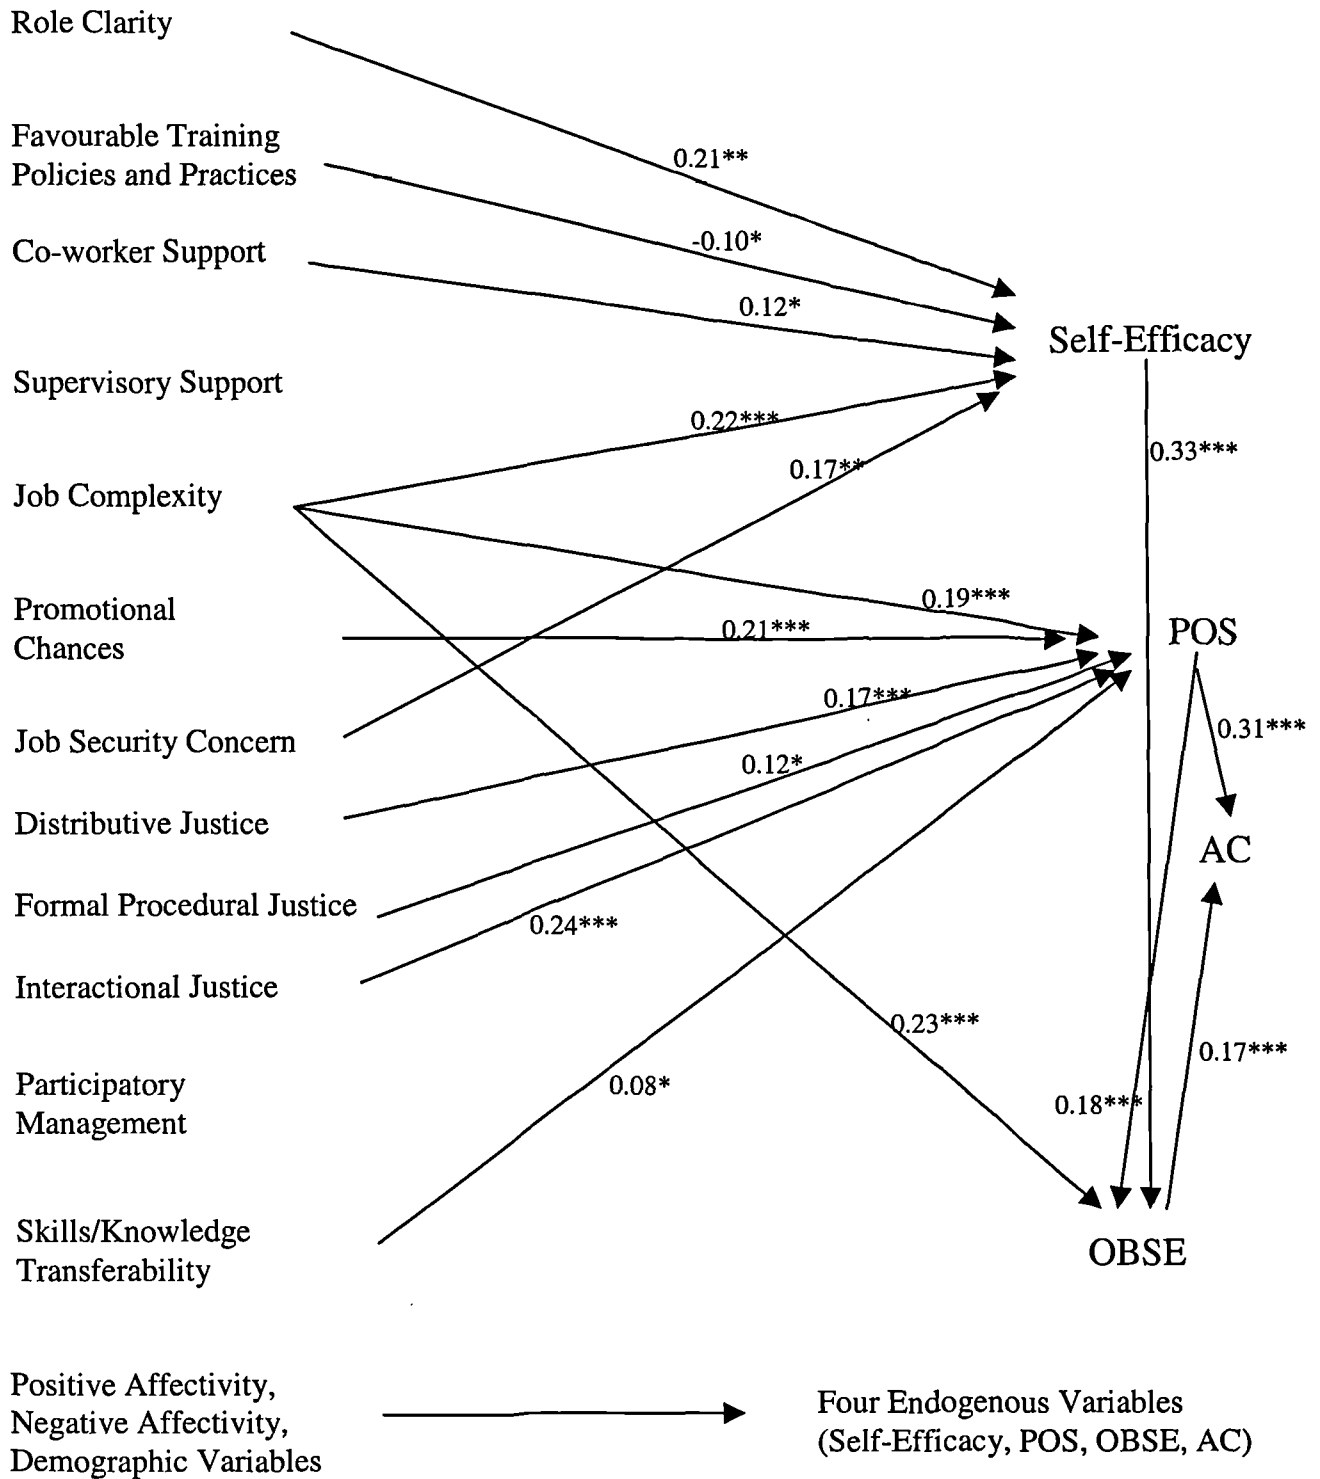 Role Clarity
Favourable Training
Policies and Practices
0.21**
-0.10*
Co-worker Support
0.12*
Self-Efficacy
Supervisory Support
0.22***
0.17**
0.33***
Job Complexity
0.19***
Promotional
Chances
0.21***
POS
0.17***
0.31***
Job Security Concern
0.12*
Distributive Justice
AC
Formal Procedural Justice
0.24***
Interactional Justice
0.23***
0.17***
Participatory
Management
0.08*
0.18***
Skills/Knowledge
Transferability
OBSE
Positive Affectivity,
Negative Affectivity,
Demographic Variables
Four Endogenous Variables
(Self-Efficacy, POS, OBSE, AC)